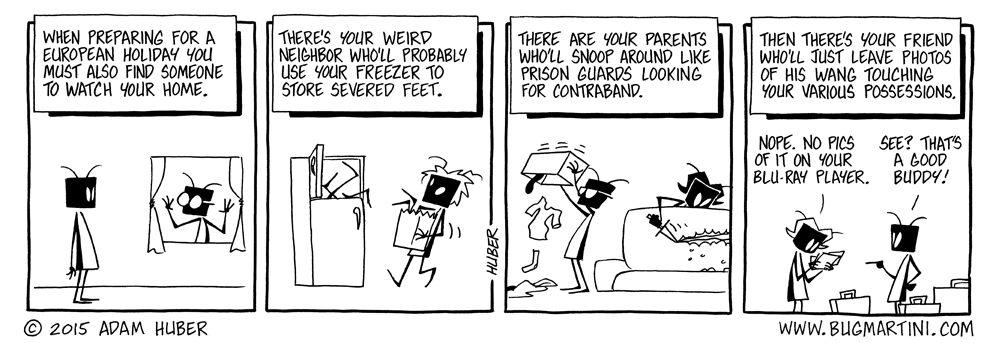 WHEN PREPARING FOR A
EUROPEAN HOLIDAY YOU
MUST ALSO FIND SOMEONE
TO WATCH YOUR HOME.
THERE'S YOUR WEIRD
NEIGHBOR WHO'LL PROBABLY
USE YOUR FREEZER TO
STORE SEVERED FEET.
HUBER
THERE ARE YOUR PARENTS
WHO'LL SNOOP AROUND LIKE
PRISON GUARDS LOOKING
FOR CONTRABAND.
THEN THERE'S YOUR FRIEND
WHO'LL JUST LEAVE PHOTOS
OF HIS WANG TOUCHING
YOUR VARIOUS POSSESSIONS.
NOPE. NO PICS
OF IT ON YOUR
BLU-RAY PLAYER.
SEE? THAT'S
A GOOD
BUDDY!
© 2015 ADAM HUBER
WWW.BUGMARTINI.COM